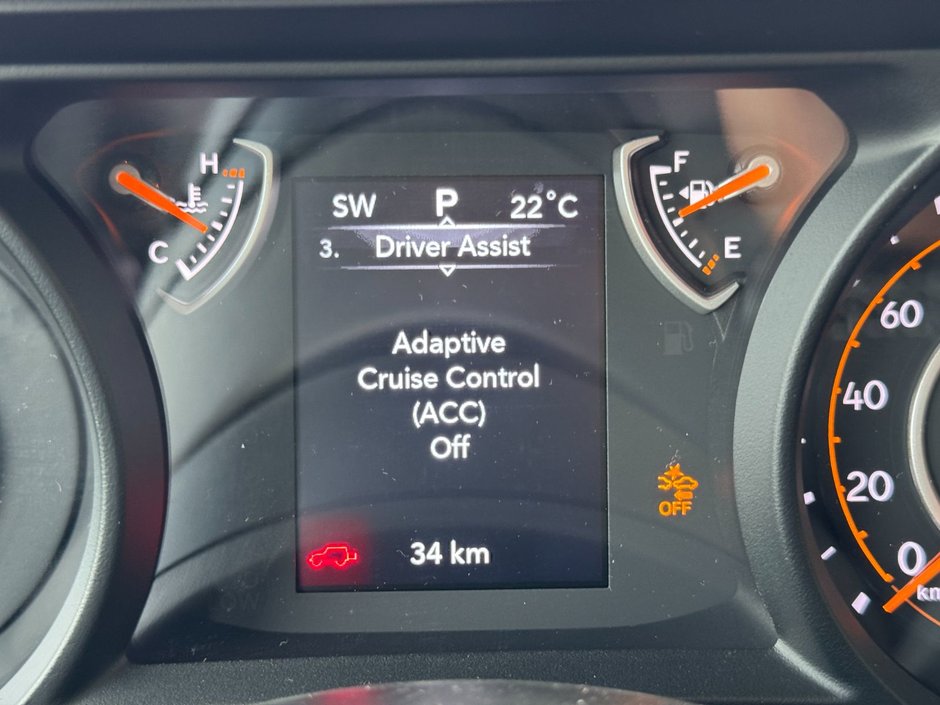 H
C
SW P 22°C
3. Driver Assist
Adaptive
Cruise Control
(ACC)
Off
34 km
F
E
OFF
60
40
20
0